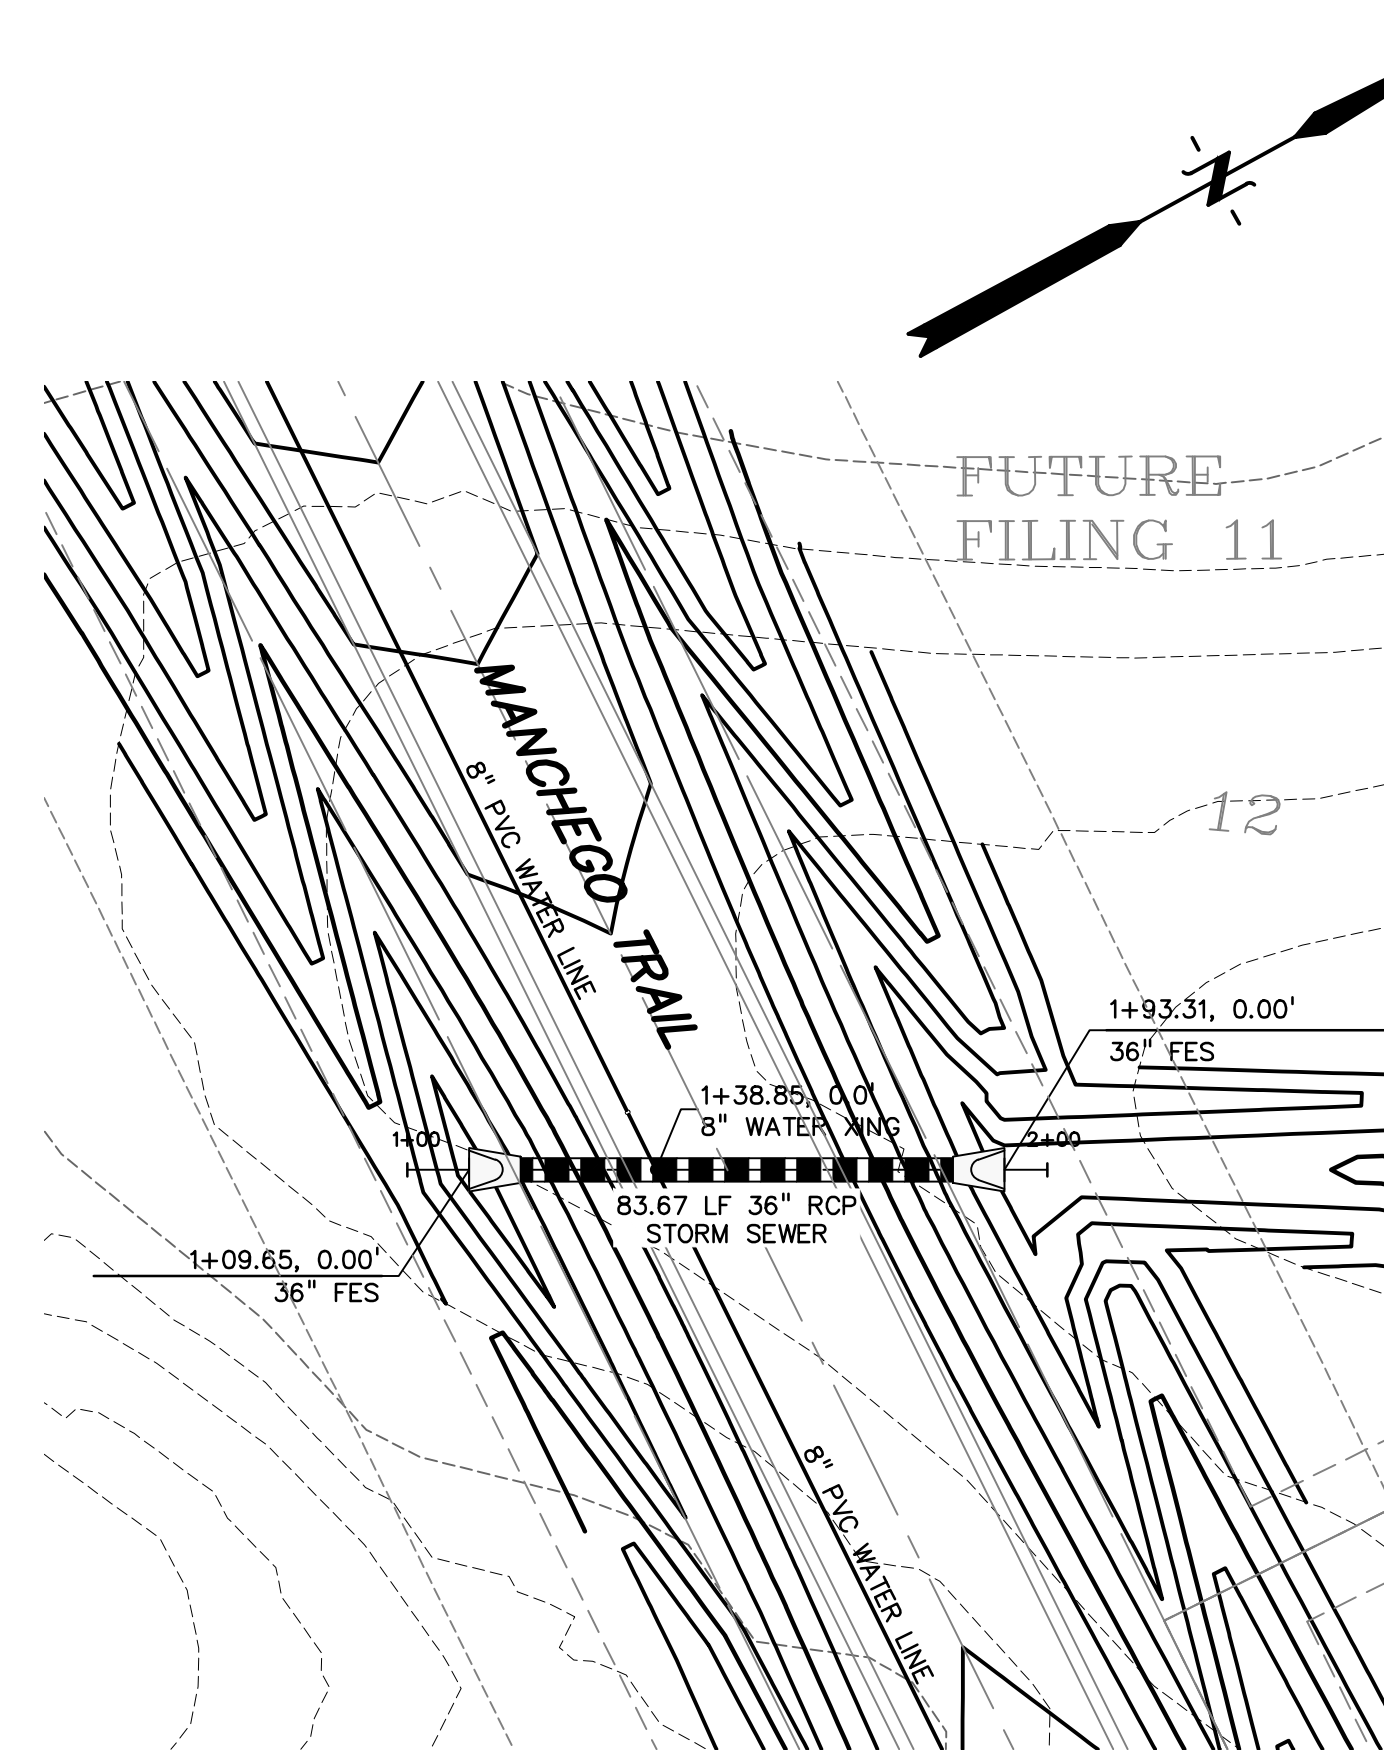 N
FUTURE
FILING 11
MANCHEGO TRAIL
8" PVC WATER LINE
12
1+93.31, 0.00'
36" FES
1+38.85, 0.0'
8" WATER XING
1+00
2+00
83.67 LF 36" RCP
STORM SEWER
1+09.65, 0.00'
36" FES
8" PVC WATER LINE